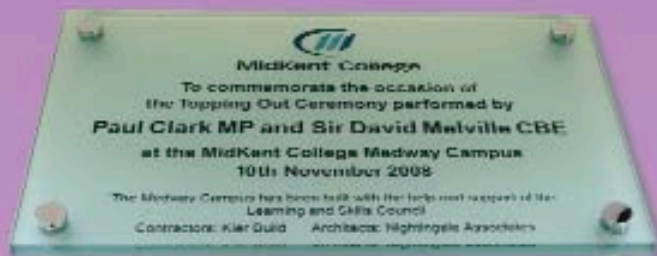 MidKent College
To commemorate the occasion of
the Topping Out Ceremony performed by
Paul Clark MP and Sir David Melville CBE
at the MidKent College Medway Campus
10th November 2008
The Medway Campus has been built with the help and support of the
Learning and Skills Council
Contractors: Kier Build Architects: Nightingale Associates